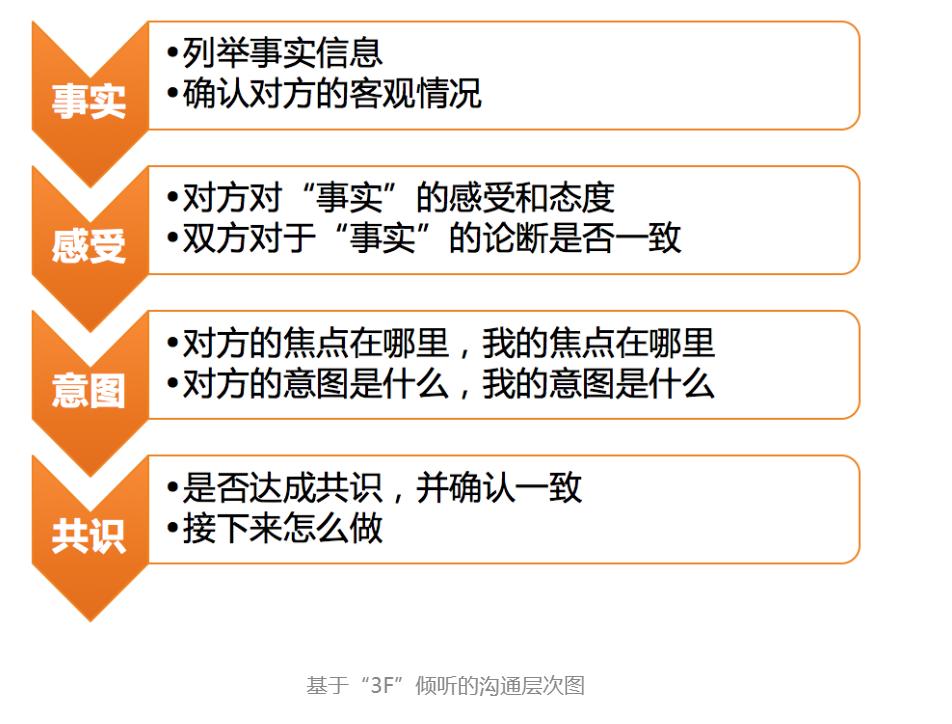 事实
•列举事实信息
•确认对方的客观情况
感受
•对方对“事实”的感受和态度
•双方对于“事实”的论断是否一致
意图
•对方的焦点在哪里，我的焦点在哪里
•对方的意图是什么，我的意图是什么
共识
•是否达成共识，并确认一致
•接下来怎么做
基于“3F”倾听的沟通层次图